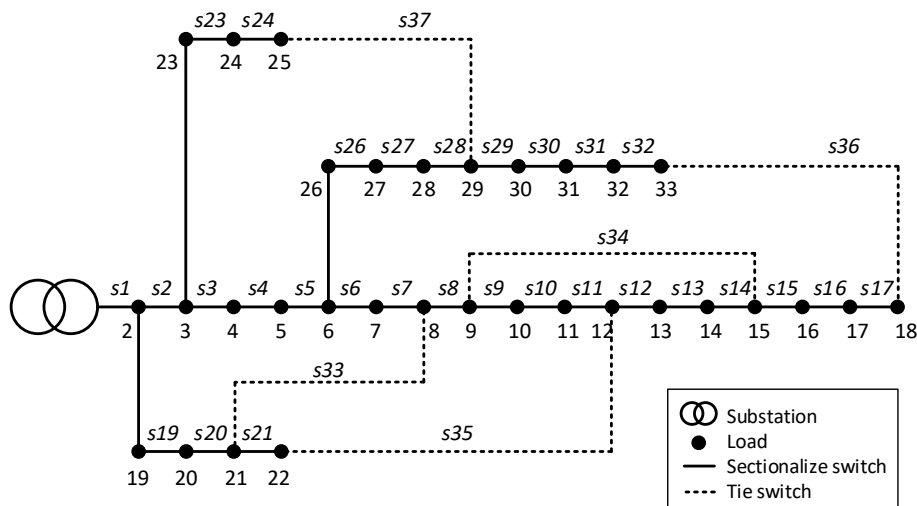 s23 s24 s37
23 24 25
s26 s27 s28 s29 s30 s31 s32 s36
26 27 28 29 30 31 32 33
s34
s1 s2 s3 s4 s5 s6 s7 s8 s9 s10 s11 s12 s13 s14 s15 s16 s17
2 3 4 5 6 7 8 9 10 11 12 13 14 15 16 17 18
s33
s19 s20 s21 s35
19 20 21 22
Substation
Load
Sectionalize switch
Tie switch